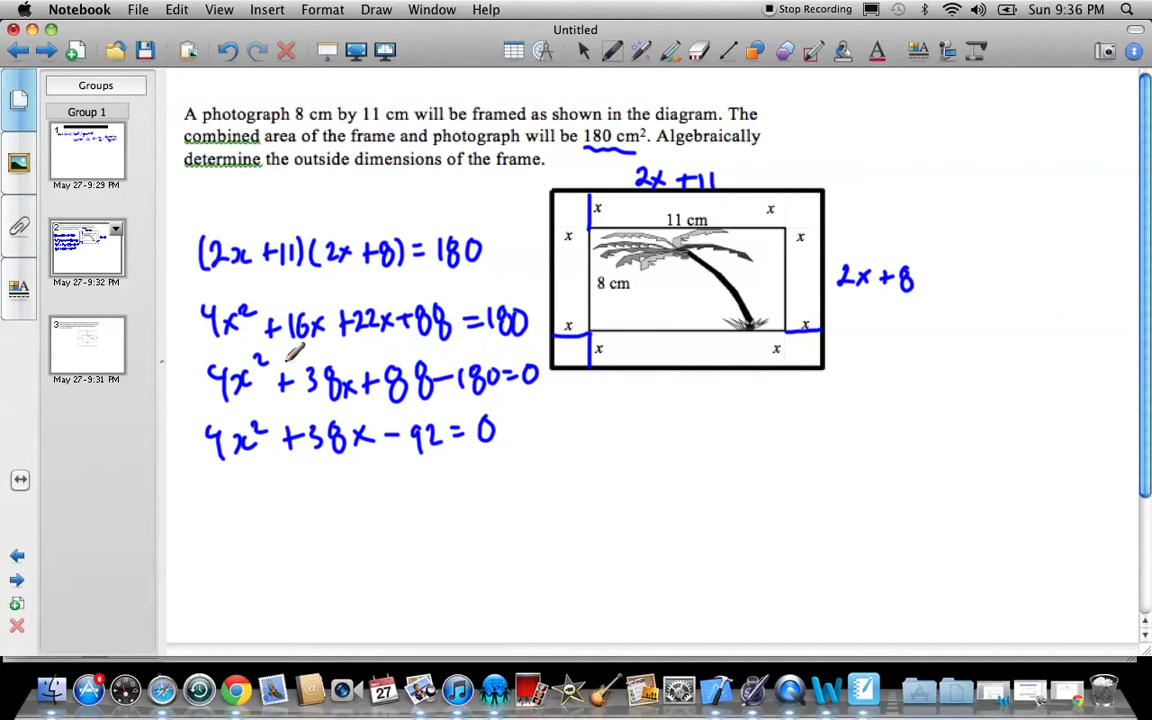 Notebook File Edit View Insert Format Draw Window Help Stop Recording Sun 9:36 PM
Untitled
Groups
Group 1
1
May 27 - 9:29 PM
2
May 27 - 9:32 PM
3
May 27 - 9:31 PM
A photograph 8 cm by 11 cm will be framed as shown in the diagram. The
combined area of the frame and photograph will be 180 cm². Algebraically
determine the outside dimensions of the frame.
2x + 11
x x
11 cm
x x
8 cm
2x + 8
x x
x x
(2x + 11)(2x + 8) = 180
4x² + 16x + 22x + 88 = 180
4x² + 38x + 88 - 180 = 0
4x² + 38x - 92 = 0
6
27